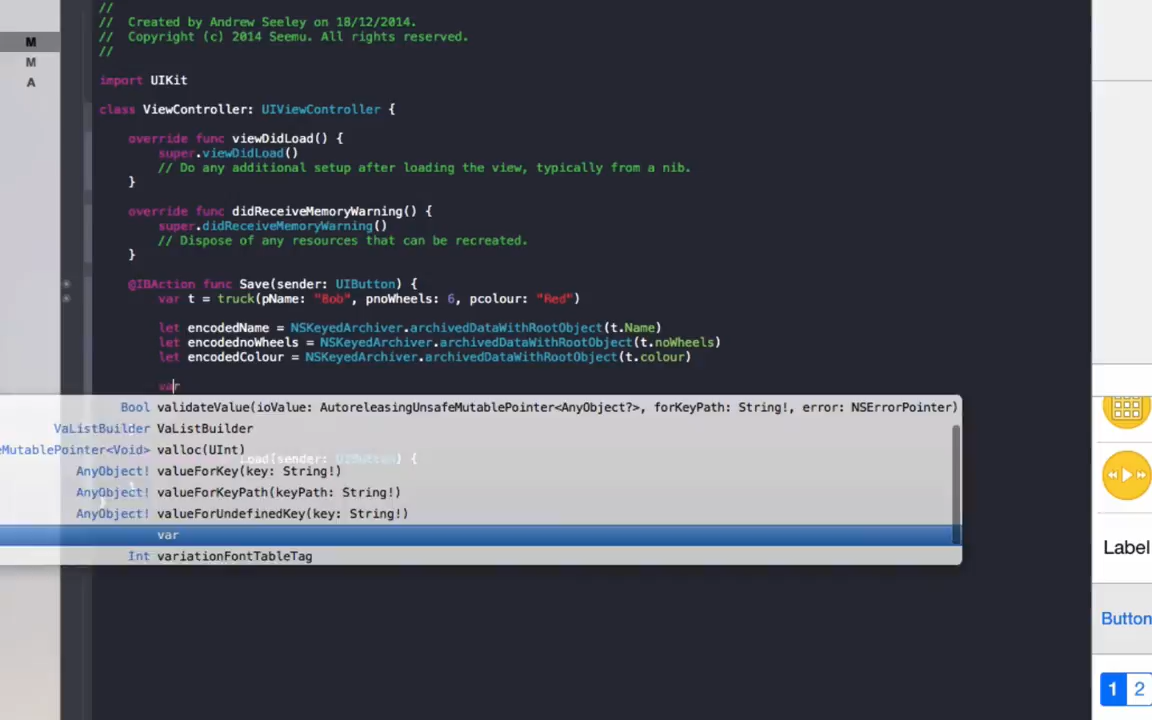 //
// Created by Andrew Seeley on 18/12/2014.
// Copyright (c) 2014 Seemu. All rights reserved.
//
M
M
A
import UIKit
class ViewController: UIViewController {
override func viewDidLoad() {
super.viewDidLoad()
// Do any additional setup after loading the view, typically from a nib.
}
override func didReceiveMemoryWarning() {
super.didReceiveMemoryWarning()
// Dispose of any resources that can be recreated.
}
@IBAction func Save(sender: UIButton) {
var t = truck(pName: "Bob", pnoWheels: 6, pcolour: "Red")
let encodedName = NSKeyedArchiver.archivedDataWithRootObject(t.Name)
let encodednoWheels = NSKeyedArchiver.archivedDataWithRootObject(t.noWheels)
let encodedColour = NSKeyedArchiver.archivedDataWithRootObject(t.colour)
var
Bool validateValue(ioValue: AutoreleasingUnsafeMutablePointer<AnyObject?>, forKeyPath: String!, error: NSErrorPointer)
VaListBuilder VaListBuilder
eMutablePointer<Void> valloc(UInt)
Load(sender: UIButton) {
AnyObject! valueForKey(key: String!)
AnyObject! valueForKeyPath(keyPath: String!)
AnyObject! valueForUndefinedKey(key: String!)
var
Int variationFontTableTag
Label
Button
1 2